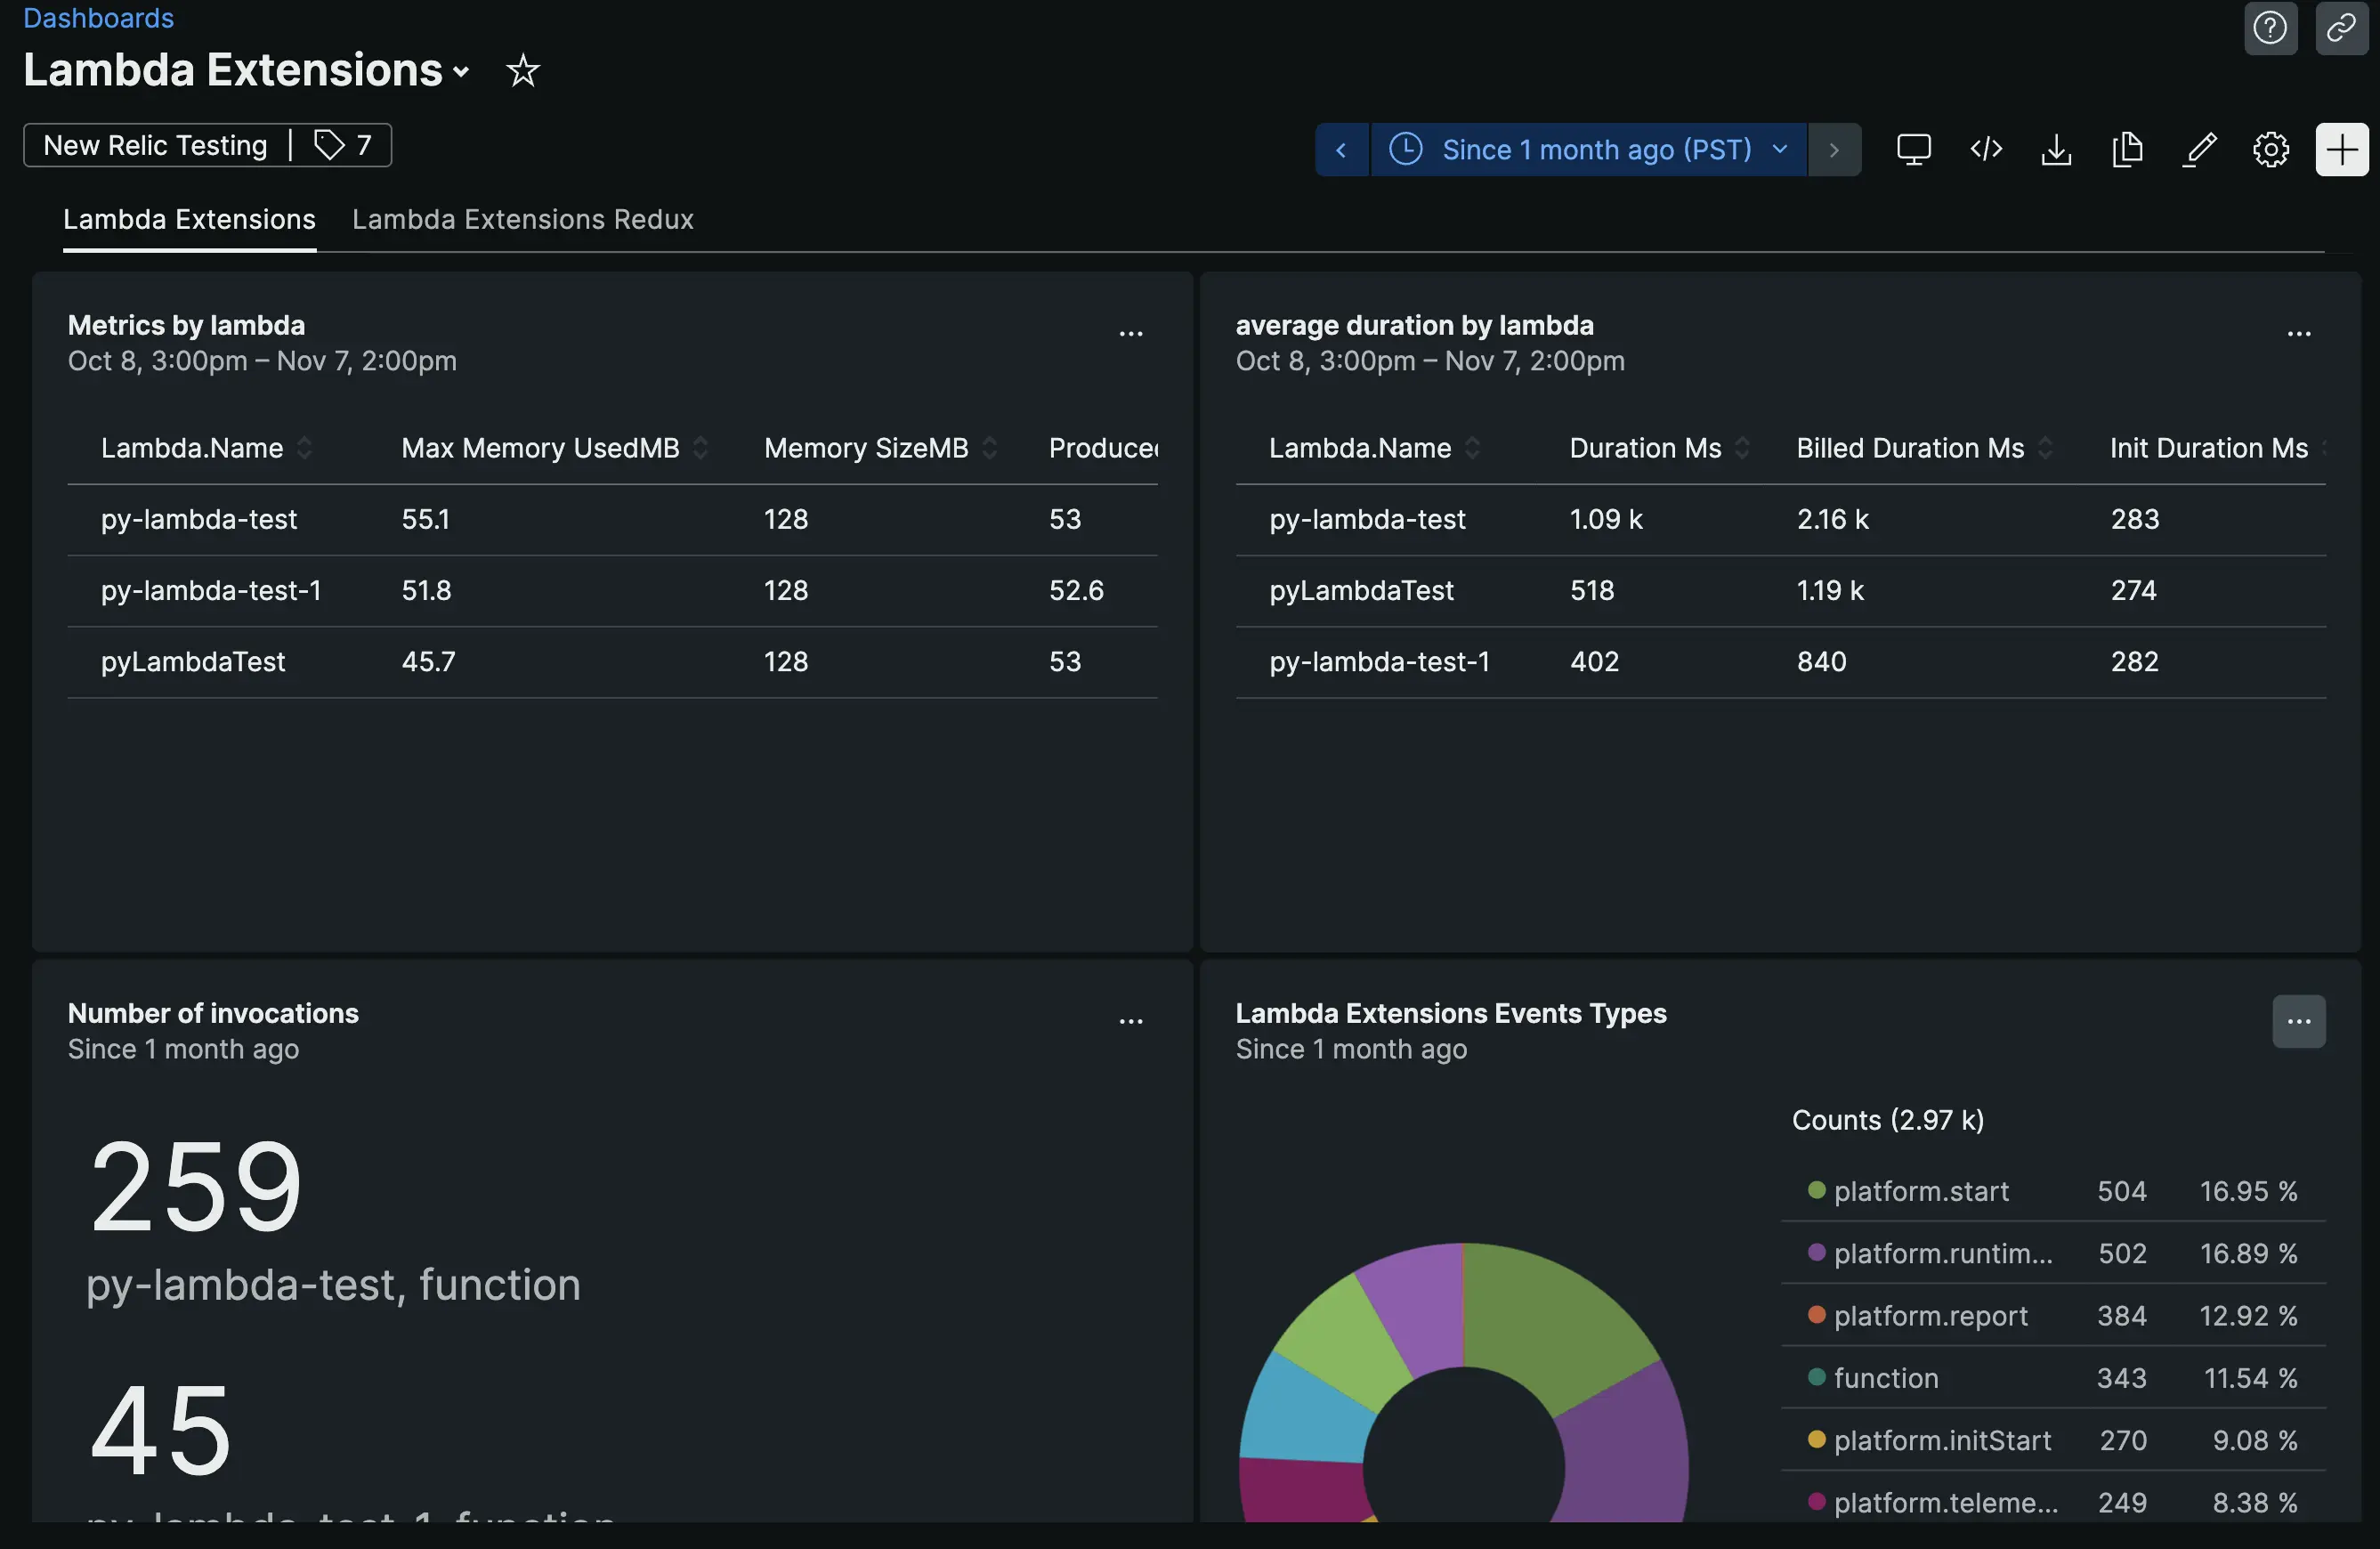 Dashboards
Lambda Extensions
New Relic Testing | 7
Since 1 month ago (PST)
Lambda Extensions Lambda Extensions Redux
Metrics by lambda
Oct 8, 3:00pm – Nov 7, 2:00pm
Lambda.Name Max Memory UsedMB Memory SizeMB
py-lambda-test 55.1 128 53
py-lambda-test-1 51.8 128 52.6
pyLambdaTest 45.7 128 53
average duration by lambda
Oct 8, 3:00pm – Nov 7, 2:00pm
Lambda.Name Duration Ms Billed Duration Ms Init Duration Ms
py-lambda-test 1.09 k 2.16 k 283
pyLambdaTest 518 1.19 k 274
py-lambda-test-1 402 840 282
Number of invocations
Since 1 month ago
259
py-lambda-test, function
45
py-lambda-test-1, function
Lambda Extensions Events Types
Since 1 month ago
Counts (2.97 k)
platform.start 504 16.95 %
platform.runtim... 502 16.89 %
platform.report 384 12.92 %
function 343 11.54 %
platform.initStart 270 9.08 %
platform.teleme... 249 8.38 %